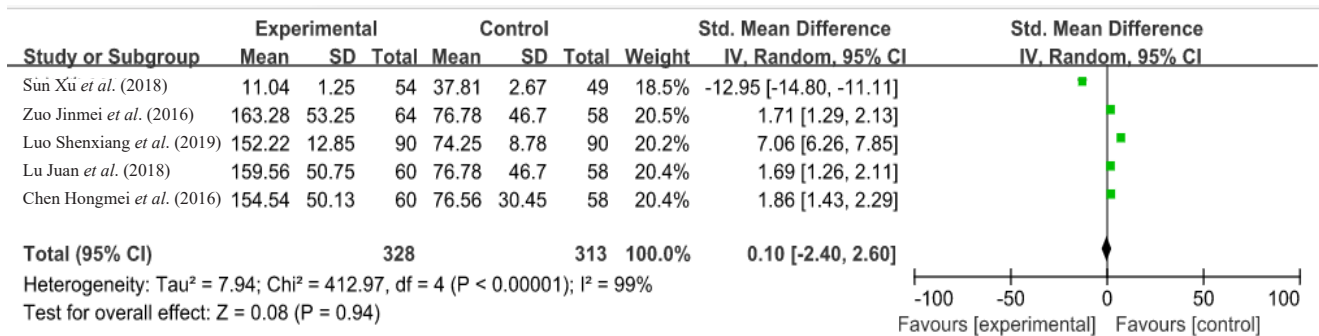 Experimental Control Std. Mean Difference Std. Mean Difference
Study or Subgroup Mean SD Total Mean SD Total Weight IV, Random, 95% CI IV, Random, 95% CI
Sun Xu et al. (2018) 11.04 1.25 54 37.81 2.67 49 18.5% -12.95 [-14.80, -11.11]
Zuo Jinmei et al. (2016) 163.28 53.25 64 76.78 46.7 58 20.5% 1.71 [1.29, 2.13]
Luo Shenxiang et al. (2019) 152.22 12.85 90 74.25 8.78 90 20.2% 7.06 [6.26, 7.85]
Lu Juan et al. (2018) 159.56 50.75 60 76.78 46.7 58 20.4% 1.69 [1.26, 2.11]
Chen Hongmei et al. (2016) 154.54 50.13 60 76.56 30.45 58 20.4% 1.86 [1.43, 2.29]
Total (95% CI) 328 313 100.0% 0.10 [-2.40, 2.60]
Heterogeneity: Tau² = 7.94; Chi² = 412.97, df = 4 (P < 0.00001); I² = 99%
Test for overall effect: Z = 0.08 (P = 0.94)
-100 -50 0 50 100
Favours [experimental] Favours [control]